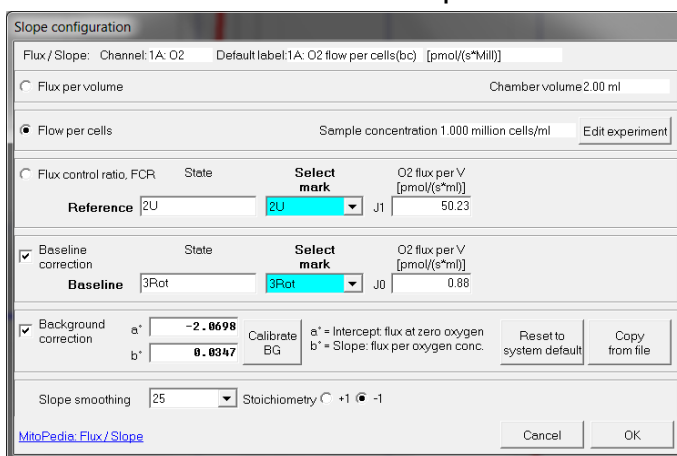 Slope configuration
Flux / Slope: Channel: 1A: O2 Default label: 1A: O2 flow per cells(bc) [pmol/(s*Mill)]
Flux per volume Chamber volume 2.00 ml
Flow per cells Sample concentration 1.000 million cells/ml Edit experiment
Flux control ratio, FCR State Select mark O2 flux per V [pmol/(s*ml)]
Reference 2U 2U J1 50.23
Baseline correction State Select mark O2 flux per V [pmol/(s*ml)]
Baseline 3Rot 3Rot J0 0.88
Background correction a° -2.0698 Calibrate BG a° = Intercept: flux at zero oxygen Reset to system default Copy from file
b° 0.0347 b° = Slope: flux per oxygen conc.
Slope smoothing 25 Stoichiometry +1 -1
MitoPedia: Flux / Slope Cancel OK